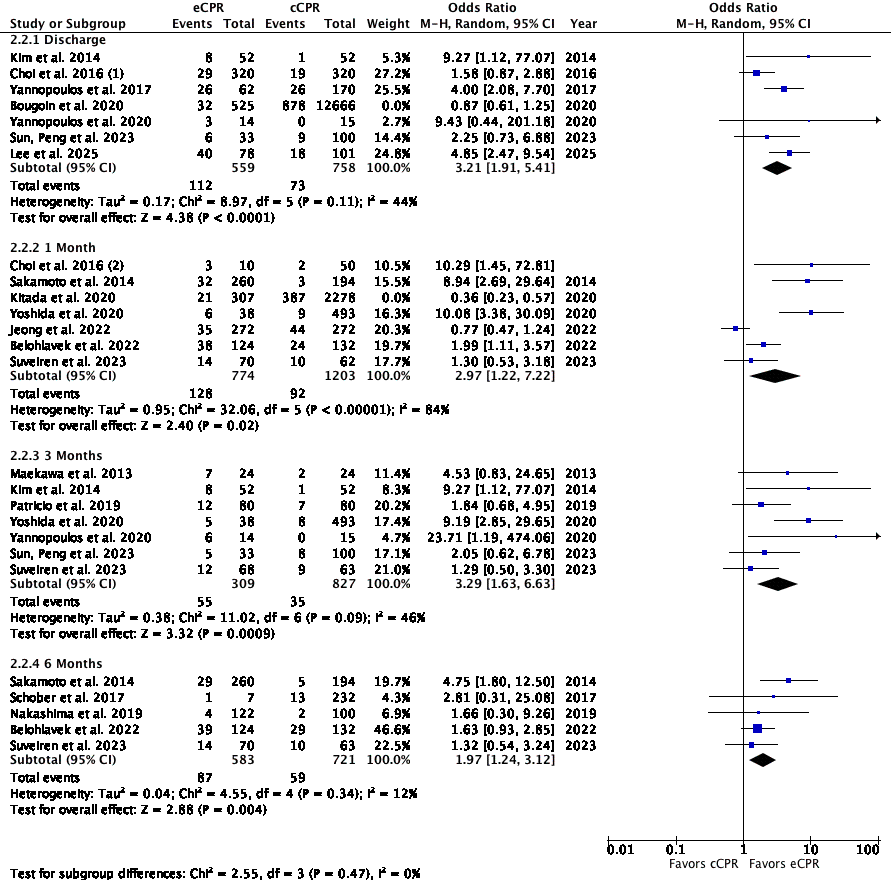 eCPR cCPR Odds Ratio Odds Ratio
Study or Subgroup Events Total Events Total Weight M-H, Random, 95% CI Year M-H, Random, 95% CI
2.2.1 Discharge
Kim et al. 2014 8 52 1 52 5.3% 9.27 [1.12, 77.07] 2014
Choi et al. 2016 (1) 29 320 19 320 27.2% 1.58 [0.87, 2.88] 2016
Yannopoulos et al. 2017 26 62 26 170 25.5% 4.00 [2.08, 7.70] 2017
Bougoin et al. 2020 32 525 878 12666 0.0% 0.87 [0.61, 1.25] 2020
Yannopoulos et al. 2020 3 14 0 15 2.7% 9.43 [0.44, 201.18] 2020
Sun, Peng et al. 2023 6 33 9 100 14.4% 2.25 [0.73, 6.88] 2023
Lee et al. 2025 40 78 18 101 24.8% 4.85 [2.47, 9.54] 2025
Subtotal (95% CI) 559 758 100.0% 3.21 [1.91, 5.41]
Total events 112 73
Heterogeneity: Tau² = 0.17; Chi² = 8.97, df = 5 (P = 0.11); I² = 44%
Test for overall effect: Z = 4.38 (P < 0.0001)
2.2.2 1 Month
Choi et al. 2016 (2) 3 10 2 50 10.5% 10.29 [1.45, 72.81]
Sakamoto et al. 2014 32 260 3 194 15.5% 8.94 [2.69, 29.64] 2014
Kitada et al. 2020 21 307 387 2278 0.0% 0.36 [0.23, 0.57] 2020
Yoshida et al. 2020 6 38 9 493 16.3% 10.08 [3.38, 30.09] 2020
Jeong et al. 2022 35 272 44 272 20.3% 0.77 [0.47, 1.24] 2022
Belohlavek et al. 2022 38 124 24 132 19.7% 1.99 [1.11, 3.57] 2022
Suveiren et al. 2023 14 70 10 62 17.7% 1.30 [0.53, 3.18] 2023
Subtotal (95% CI) 774 1203 100.0% 2.97 [1.22, 7.22]
Total events 128 92
Heterogeneity: Tau² = 0.95; Chi² = 32.06, df = 5 (P < 0.00001); I² = 84%
Test for overall effect: Z = 2.40 (P = 0.02)
2.2.3 3 Months
Maekawa et al. 2013 7 24 2 24 11.4% 4.53 [0.83, 24.65] 2013
Kim et al. 2014 8 52 1 52 8.3% 9.27 [1.12, 77.07] 2014
Patricio et al. 2019 12 80 7 80 20.2% 1.84 [0.68, 4.95] 2019
Yoshida et al. 2020 5 38 8 493 17.4% 9.19 [2.85, 29.65] 2020
Yannopoulos et al. 2020 6 14 0 15 4.7% 23.71 [1.19, 474.06] 2020
Sun, Peng et al. 2023 5 33 8 100 17.1% 2.05 [0.62, 6.78] 2023
Suveiren et al. 2023 12 68 9 63 21.0% 1.29 [0.50, 3.30] 2023
Subtotal (95% CI) 309 827 100.0% 3.29 [1.63, 6.63]
Total events 55 35
Heterogeneity: Tau² = 0.38; Chi² = 11.02, df = 6 (P = 0.09); I² = 46%
Test for overall effect: Z = 3.32 (P = 0.0009)
2.2.4 6 Months
Sakamoto et al. 2014 29 260 5 194 19.7% 4.75 [1.80, 12.50] 2014
Schober et al. 2017 1 7 13 232 4.3% 2.81 [0.31, 25.08] 2017
Nakashima et al. 2019 4 122 2 100 6.9% 1.66 [0.30, 9.26] 2019
Belohlavek et al. 2022 39 124 29 132 46.6% 1.63 [0.93, 2.85] 2022
Suveiren et al. 2023 14 70 10 63 22.5% 1.32 [0.54, 3.24] 2023
Subtotal (95% CI) 583 721 100.0% 1.97 [1.24, 3.12]
Total events 87 59
Heterogeneity: Tau² = 0.04; Chi² = 4.55, df = 4 (P = 0.34); I² = 12%
Test for overall effect: Z = 2.88 (P = 0.004)
0.01 0.1 1 10 100
Favors cCPR Favors eCPR
Test for subgroup differences: Chi² = 2.55, df = 3 (P = 0.47), I² = 0%